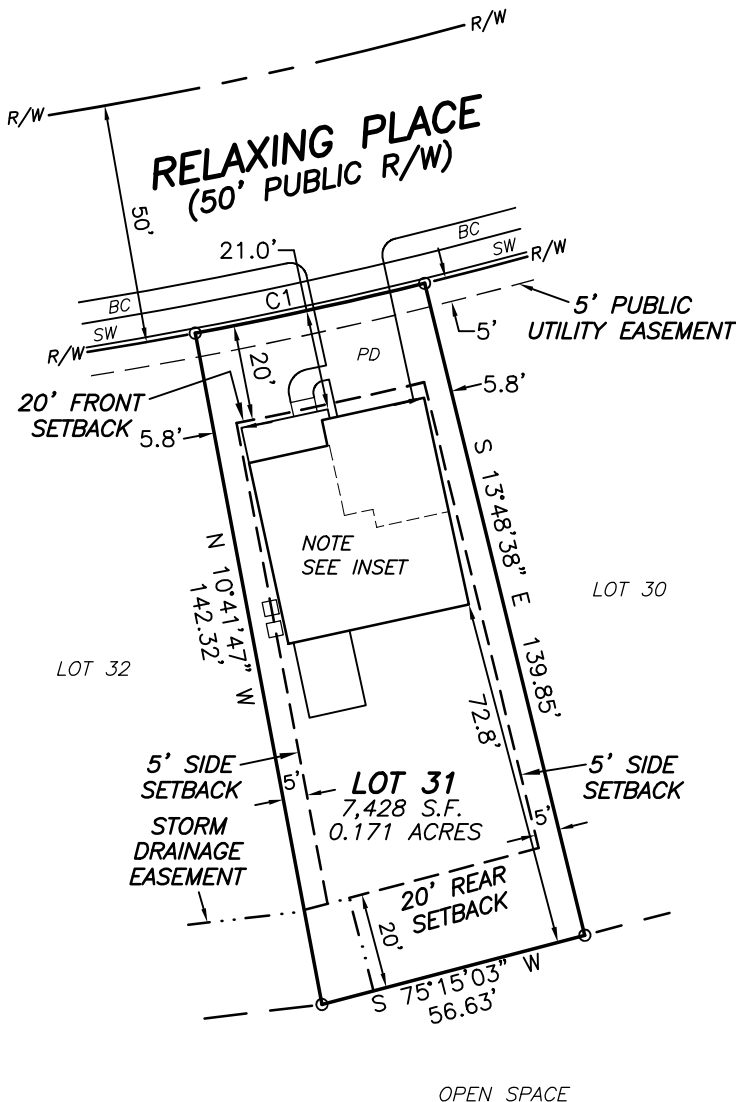 R/W
R/W
RELAXING PLACE
(50' PUBLIC R/W)
50'
21.0'
BC
SW
R/W
BC
SW
C1
R/W
5' PUBLIC
UTILITY EASEMENT
5'
PD
20'
20' FRONT
SETBACK
5.8'
5.8'
S 13°48'38" E 139.85'
NOTE
SEE INSET
N 10°41'47" W
142.32'
LOT 30
LOT 32
72.8'
5' SIDE
SETBACK
5'
LOT 31
7,428 S.F.
0.171 ACRES
5' SIDE
SETBACK
5'
STORM
DRAINAGE
EASEMENT
20' REAR
SETBACK
20'
S 75°15'03" W
56.63'
OPEN SPACE